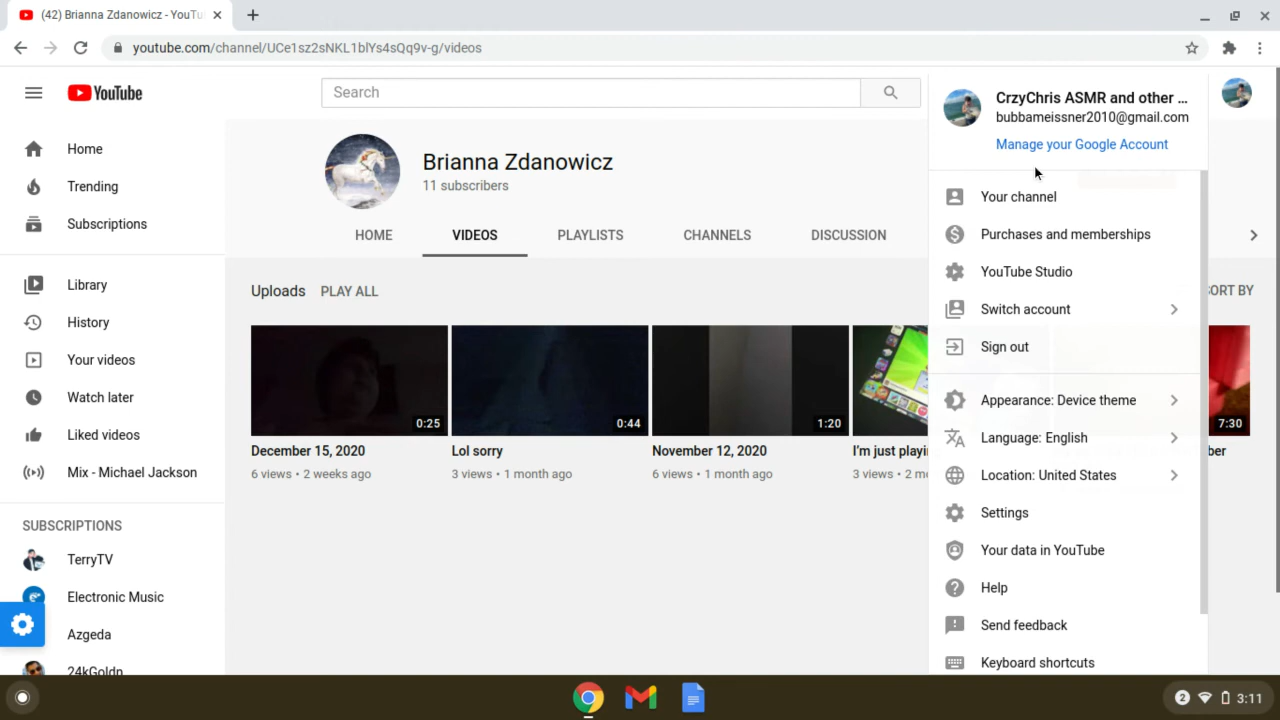 (42) Brianna Zdanowicz - YouTu
youtube.com/channel/UCe1sz2sNKL1blYs4sQq9v-g/videos
YouTube
Search
CrzyChris ASMR and other ...
bubbameissner2010@gmail.com
Manage your Google Account
Home
Trending
Subscriptions
Library
History
Your videos
Watch later
Liked videos
Mix - Michael Jackson
SUBSCRIPTIONS
TerryTV
Electronic Music
Azgeda
24kGoldn
Brianna Zdanowicz
11 subscribers
HOME VIDEOS PLAYLISTS CHANNELS DISCUSSION
Uploads PLAY ALL
SORT BY
0:25 0:44 1:20 7:30
December 15, 2020
6 views • 2 weeks ago
Lol sorry
3 views • 1 month ago
November 12, 2020
6 views • 1 month ago
I'm just playi
3 views • 2 m
ber
Your channel
Purchases and memberships
YouTube Studio
Switch account
Sign out
Appearance: Device theme
Language: English
Location: United States
Settings
Your data in YouTube
Help
Send feedback
Keyboard shortcuts
2 3:11